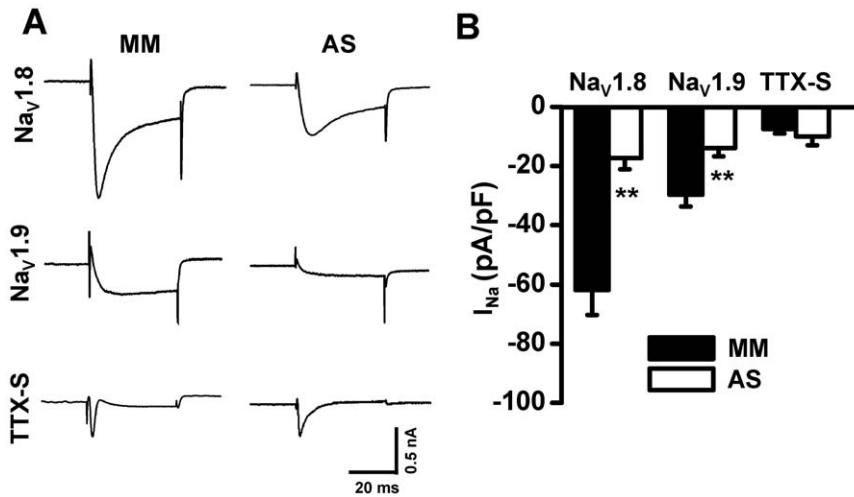 A
MM
AS
Nav1.8
Nav1.9
TTX-S
0.5 nA
20 ms
B
Nav1.8 Nav1.9 TTX-S
0
-20
-40
-60
-80
-100
INa (pA/pF)
**
**
MM
AS